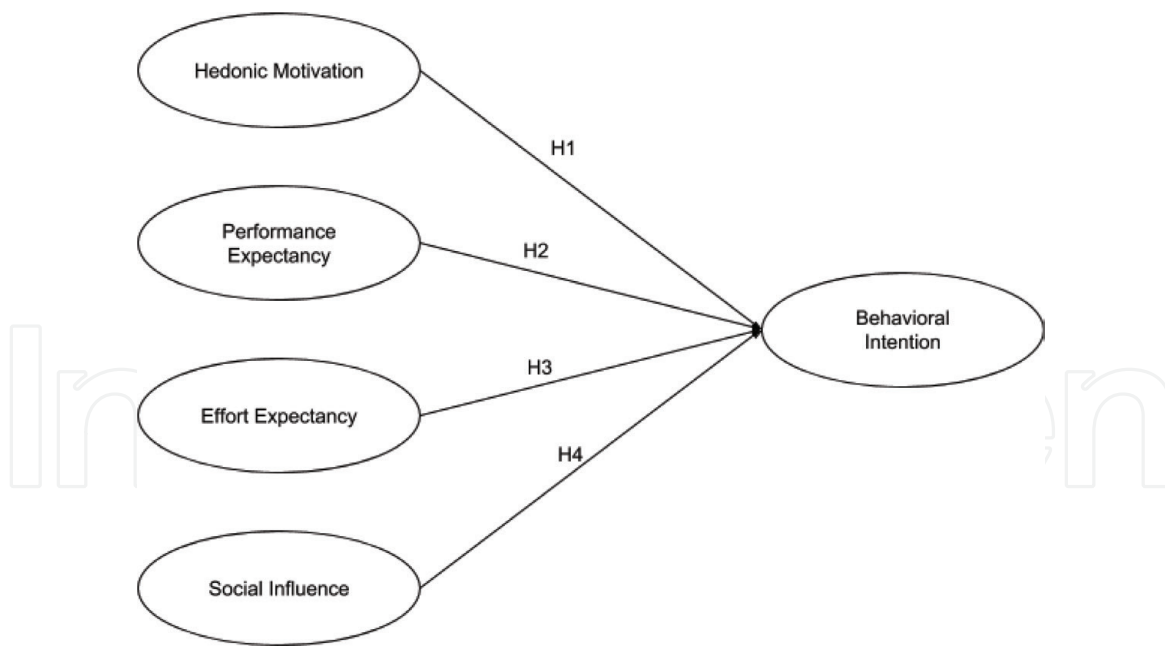 Hedonic Motivation
H1
Performance
Expectancy
H2
Behavioral
Intention
H3
Effort Expectancy
H4
Social Influence